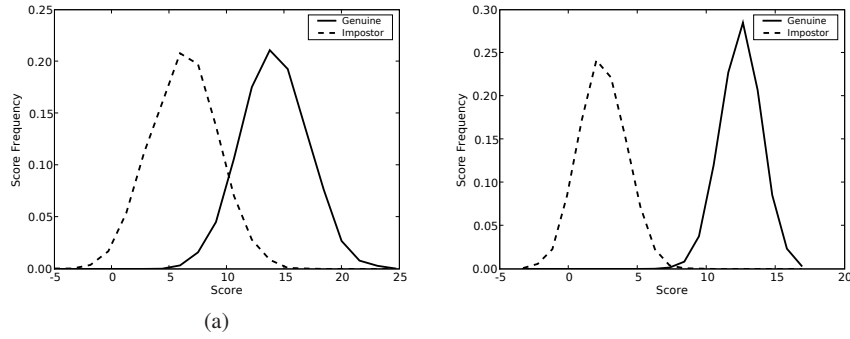 0.25
0.20
0.15
0.10
0.05
0.00
Score Frequency
Genuine
Impostor
-5 0 5 10 15 20 25
Score
(a)
0.30
0.25
0.20
0.15
0.10
0.05
0.00
Score Frequency
Genuine
Impostor
-5 0 5 10 15 20
Score